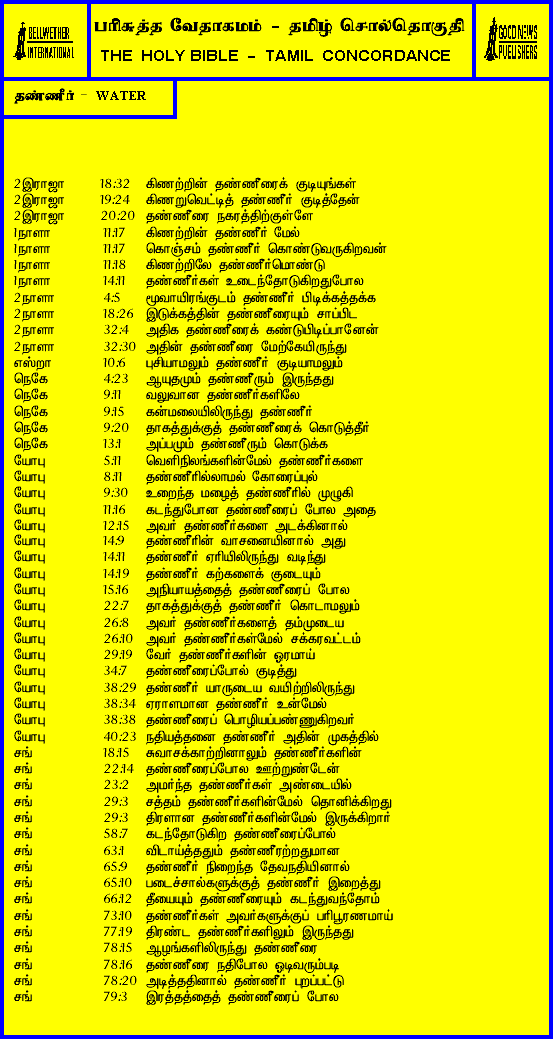 BELLWETHER
INTERNATIONAL
பரிசுத்த வேதாகமம் - தமிழ் சொல்தொகுதி
THE HOLY BIBLE - TAMIL CONCORDANCE
GOOD NEWS
PUBLISHERS
தண்ணீர் - WATER
2இராஜா 18:32 கிணற்றின் தண்ணீரைக் குடியுங்கள்
2இராஜா 19:24 கிணறுவெட்டித் தண்ணீர் குடித்தேன்
2இராஜா 20:20 தண்ணீரை நகரத்திற்குள்ளே
1நாளா 11:17 கிணற்றின் தண்ணீர் மேல்
1நாளா 11:17 கொஞ்சம் தண்ணீர் கொண்டுவருகிறவன்
1நாளா 11:18 கிணற்றிலே தண்ணீர்மொண்டு
1நாளா 14:11 தண்ணீர்கள் உடைந்தோடுகிறதுபோல
2நாளா 4:5 மூவாயிரங்குடம் தண்ணீர் பிடிக்கத்தக்க
2நாளா 18:26 இடுக்கத்தின் தண்ணீரையும் சாப்பிட
2நாளா 32:4 அதிக தண்ணீரைக் கண்டுபிடிப்பானேன்
2நாளா 32:30 அதின் தண்ணீரை மேற்கேயிருந்து
எஸ்றா 10:6 புசியாமலும் தண்ணீர் குடியாமலும்
நெகே 4:23 ஆயுதமும் தண்ணீரும் இருந்தது
நெகே 9:11 வலுவான தண்ணீர்களிலே
நெகே 9:15 கன்மலையிலிருந்து தண்ணீர்
நெகே 9:20 தாகத்துக்குத் தண்ணீரைக் கொடுத்தீர்
நெகே 13:1 அப்பமும் தண்ணீரும் கொடுக்க
யோபு 5:11 வெளிநிலங்களின்மேல் தண்ணீர்களை
யோபு 8:11 தண்ணீரில்லாமல் கோரைப்புல்
யோபு 9:30 உறைந்த மழைத் தண்ணீரில் முழுகி
யோபு 11:16 கடந்துபோன தண்ணீரைப் போல அதை
யோபு 12:15 அவர் தண்ணீர்களை அடக்கினால்
யோபு 14:9 தண்ணீரின் வாசனையினால் அது
யோபு 14:11 தண்ணீர் ஏரியிலிருந்து வடிந்து
யோபு 14:19 தண்ணீர் கற்களைக் குடையும்
யோபு 15:16 அநியாயத்தைத் தண்ணீரைப் போல
யோபு 22:7 தாகத்துக்குத் தண்ணீர் கொடாமலும்
யோபு 26:8 அவர் தண்ணீர்களைத் தம்முடைய
யோபு 26:10 அவர் தண்ணீர்கள்மேல் சக்கரவட்டம்
யோபு 29:19 வேர் தண்ணீர்களின் ஓரமாய்
யோபு 34:7 தண்ணீரைப்போல் குடித்து
யோபு 38:29 தண்ணீர் யாருடைய வயிற்றிலிருந்து
யோபு 38:34 ஏராளமான தண்ணீர் உன்மேல்
யோபு 38:38 தண்ணீரைப் பொழியப்பண்ணுகிறவர்
யோபு 40:23 நதியத்தனை தண்ணீர் அதின் முகத்தில்
சங் 18:15 சுவாசக்காற்றினாலும் தண்ணீர்களின்
சங் 22:14 தண்ணீரைப்போல ஊற்றுண்டேன்
சங் 23:2 அமர்ந்த தண்ணீர்கள் அண்டையில்
சங் 29:3 சத்தம் தண்ணீர்களின்மேல் தொனிக்கிறது
சங் 29:3 திரளான தண்ணீர்களின்மேல் இருக்கிறார்
சங் 58:7 கடந்தோடுகிற தண்ணீரைப்போல்
சங் 63:1 விடாய்த்ததும் தண்ணீரற்றதுமான
சங் 65:9 தண்ணீர் நிறைந்த தேவநதியினால்
சங் 65:10 படைச்சால்களுக்குத் தண்ணீர் இறைத்து
சங் 66:12 தீயையும் தண்ணீரையும் கடந்துவந்தோம்
சங் 73:10 தண்ணீர்கள் அவர்களுக்குப் பரிபூரணமாய்
சங் 77:19 திரண்ட தண்ணீர்களிலும் இருந்தது
சங் 78:15 ஆழங்களிலிருந்து தண்ணீரை
சங் 78:16 தண்ணீரை நதிபோல ஓடிவரும்படி
சங் 78:20 அடித்ததினால் தண்ணீர் புறப்பட்டு
சங் 79:3 இரத்தத்தைத் தண்ணீரைப் போல